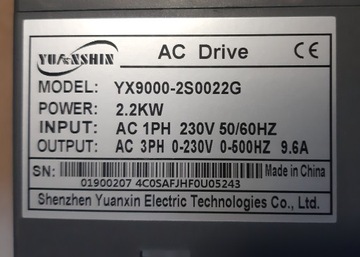 YUANSHIN
AC Drive CE
MODEL: YX9000-2S0022G
POWER: 2.2KW
INPUT: AC 1PH 230V 50/60HZ
OUTPUT: AC 3PH 0-230V 0-500HZ 9.6A
SN: Made in China
01900207 4C0SAFJHF0U05243
Shenzhen Yuanxin Electric Technologies Co., Ltd.